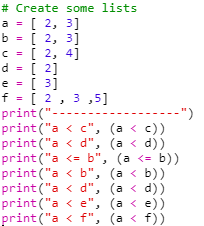 # Create some lists
a = [ 2, 3]
b = [ 2, 3]
c = [ 2, 4]
d = [ 2]
e = [ 3]
f = [ 2 , 3 ,5]
print("------------------")
print("a < c", (a < c))
print("a < d", (a < d))
print("a <= b", (a <= b))
print("a < b", (a < b))
print("a < d", (a < d))
print("a < e", (a < e))
print("a < f", (a < f))